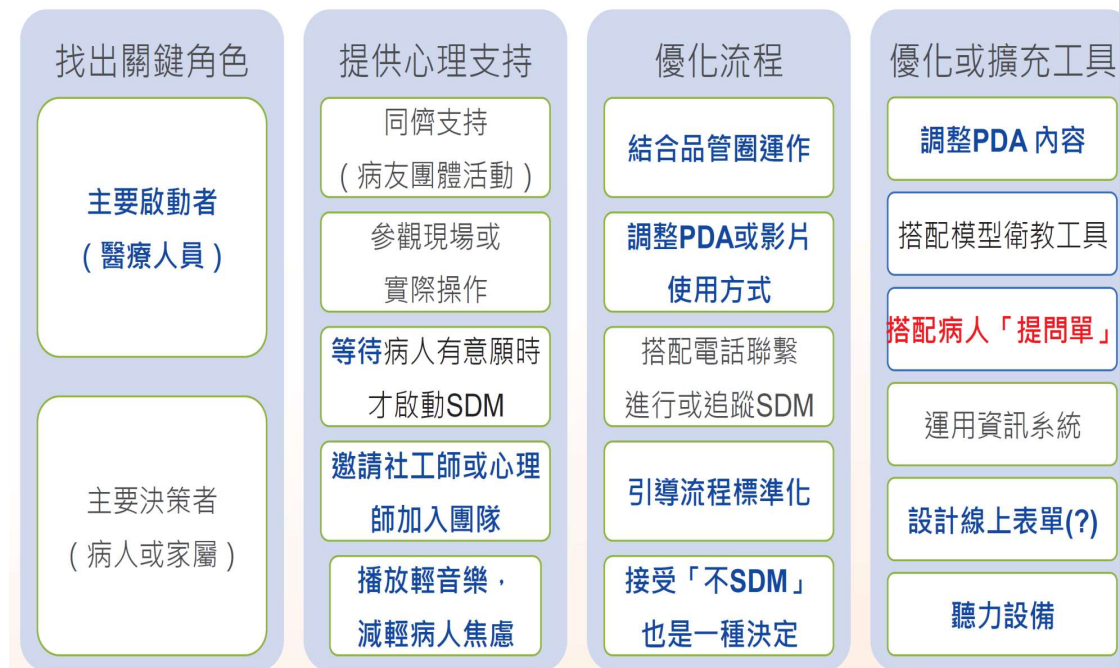 找出關鍵角色
主要啟動者
(醫療人員)
主要決策者
(病人或家屬)
提供心理支持
同儕支持
(病友團體活動)
參觀現場或
實際操作
等待病人有意願時
才啟動SDM
邀請社工師或心理
師加入團隊
播放輕音樂，
減輕病人焦慮
優化流程
結合品管圈運作
調整PDA或影片
使用方式
搭配電話聯繫
進行或追蹤SDM
引導流程標準化
接受「不SDM」
也是一種決定
優化或擴充工具
調整PDA 內容
搭配模型衛教工具
搭配病人「提問單」
運用資訊系統
設計線上表單(?)
聽力設備